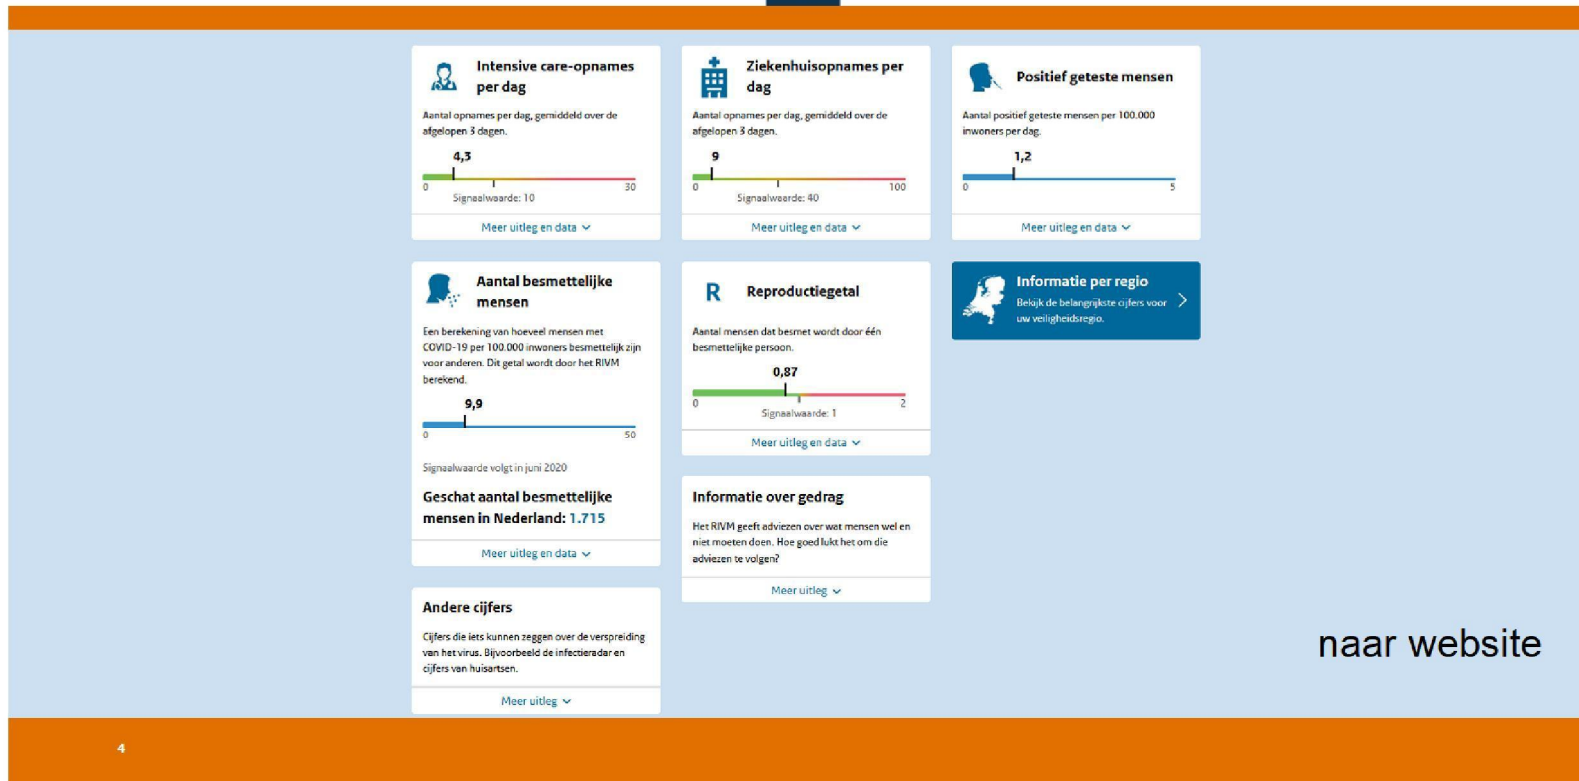 Intensive care-opnames
per dag
Aantal opnames per dag, gemiddeld over de
afgelopen 3 dagen.
4,3
0
30
Signaalwaarde: 10
Meer uitleg en data
Ziekenhuisopnames per
dag
Aantal opnames per dag, gemiddeld over de
afgelopen 3 dagen.
9
0
100
Signaalwaarde: 40
Meer uitleg en data
Positief geteste mensen
Aantal positief geteste mensen per 100.000
inwoners per dag.
1,2
0
5
Meer uitleg en data
Aantal besmettelijke
mensen
Een berekening van hoeveel mensen met
COVID-19 per 100.000 inwoners besmettelijk zijn
voor anderen. Dit getal wordt door het RIVM
berekend.
9,9
0
50
Signaalwaarde volgt in juni 2020
Geschat aantal besmettelijke
mensen in Nederland: 1.715
Meer uitleg en data
R Reproductiegetal
Aantal mensen dat besmet wordt door één
besmettelijke persoon.
0,87
0
2
Signaalwaarde: 1
Meer uitleg en data
Informatie per regio
Bekijk de belangrijkste cijfers voor
uw veiligheidsregio.
Informatie over gedrag
Het RIVM geeft adviezen over wat mensen wel en
niet moeten doen. Hoe goed lukt het om die
adviezen te volgen?
Meer uitleg
Andere cijfers
Cijfers die iets kunnen zeggen over de verspreiding
van het virus. Bijvoorbeeld de infectieradar en
cijfers van huisartsen.
Meer uitleg
naar website
4